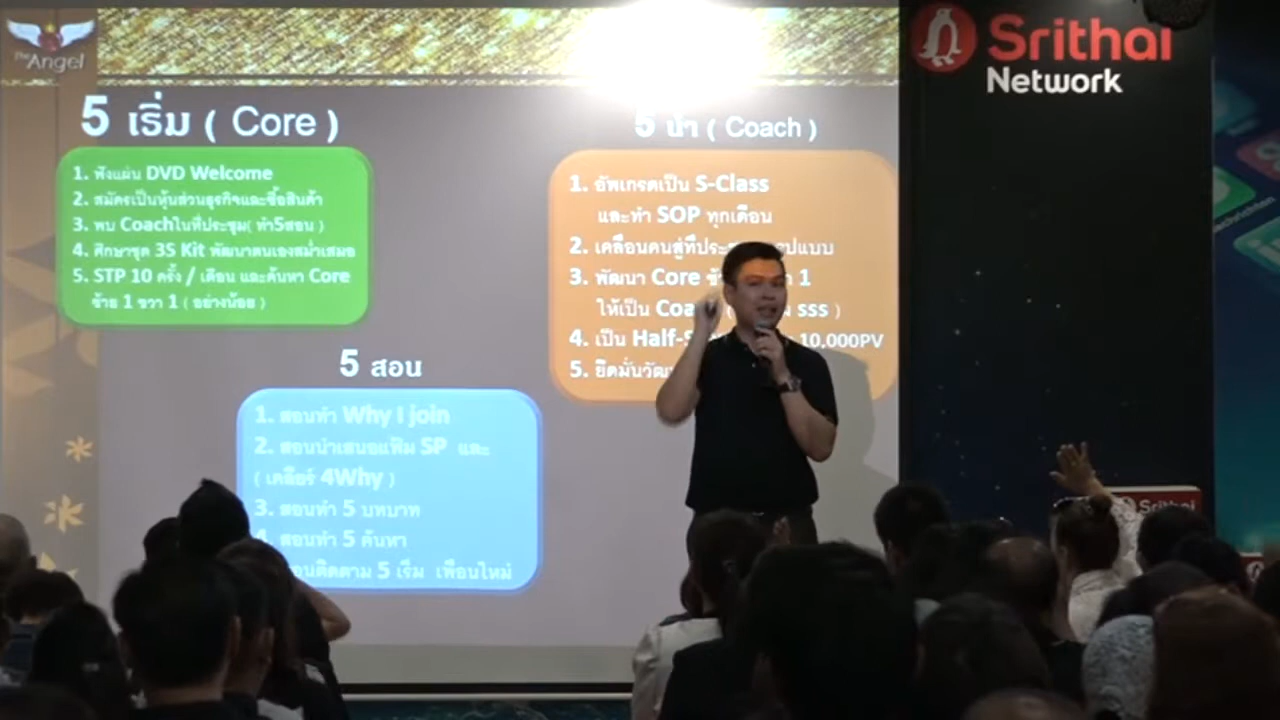 The Angel
Srithai
Network
5 เริ่ม ( Core )
1. ฟังแผ่น DVD Welcome
2. สมัครเป็นหุ้นส่วนธุรกิจและซื้อสินค้า
3. พบ Coachในที่ประชุม( ทำ5สอน )
4. ศึกษาชุด 3S Kit พัฒนาตนเองสม่ำเสมอ
5. STP 10 ครั้ง / เดือน และค้นหา Core
ซ้าย 1 ขวา 1 ( อย่างน้อย )
5 นำ ( Coach )
1. อัพเกรดเป็น S-Class
และทำ SOP ทุกเดือน
2. เคลื่อนคนสู่ที่ รูปแบบ
3. พัฒนา Core 1
ให้เป็น sss )
4. เป็น 10,000PV
5. ยึดมั่น
5 สอน
1. สอนทำ Why I join
2. สอนนำเสนอแฟ้ม SP และ
( เคลียร์ 4Why )
3. สอนทำ 5 บทบาท
4. สอนทำ 5 ค้นหา
5 เริ่ม เพื่อนใหม่
Srithai